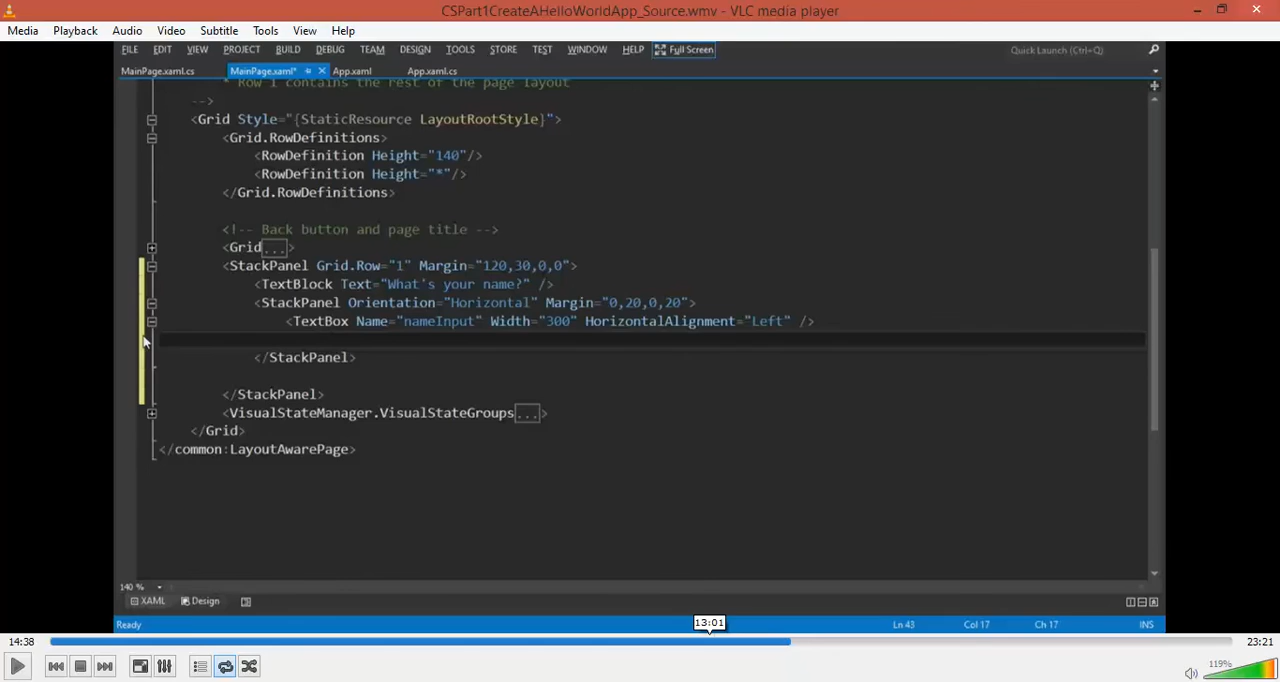 CSPart1CreateAHelloWorldApp_Source.wmv - VLC media player
Media Playback Audio Video Subtitle Tools View Help
FILE EDIT VIEW PROJECT BUILD DEBUG TEAM DESIGN TOOLS STORE TEST WINDOW HELP Full Screen Quick Launch (Ctrl+Q)
MainPage.xaml.cs MainPage.xaml* App.xaml App.xaml.cs
* Row 1 contains the rest of the page layout
-->
<Grid Style="{StaticResource LayoutRootStyle}">
<Grid.RowDefinitions>
<RowDefinition Height="140"/>
<RowDefinition Height="*"/>
</Grid.RowDefinitions>
<!-- Back button and page title -->
<Grid...>
<StackPanel Grid.Row="1" Margin="120,30,0,0">
<TextBlock Text="What's your name?" />
<StackPanel Orientation="Horizontal" Margin="0,20,0,20">
<TextBox Name="nameInput" Width="300" HorizontalAlignment="Left" />
</StackPanel>
</StackPanel>
<VisualStateManager.VisualStateGroups...>
</Grid>
</common:LayoutAwarePage>
140 %
XAML Design
Ready Ln 43 Col 17 Ch 17 INS
13:01
14:38 23:21
119%